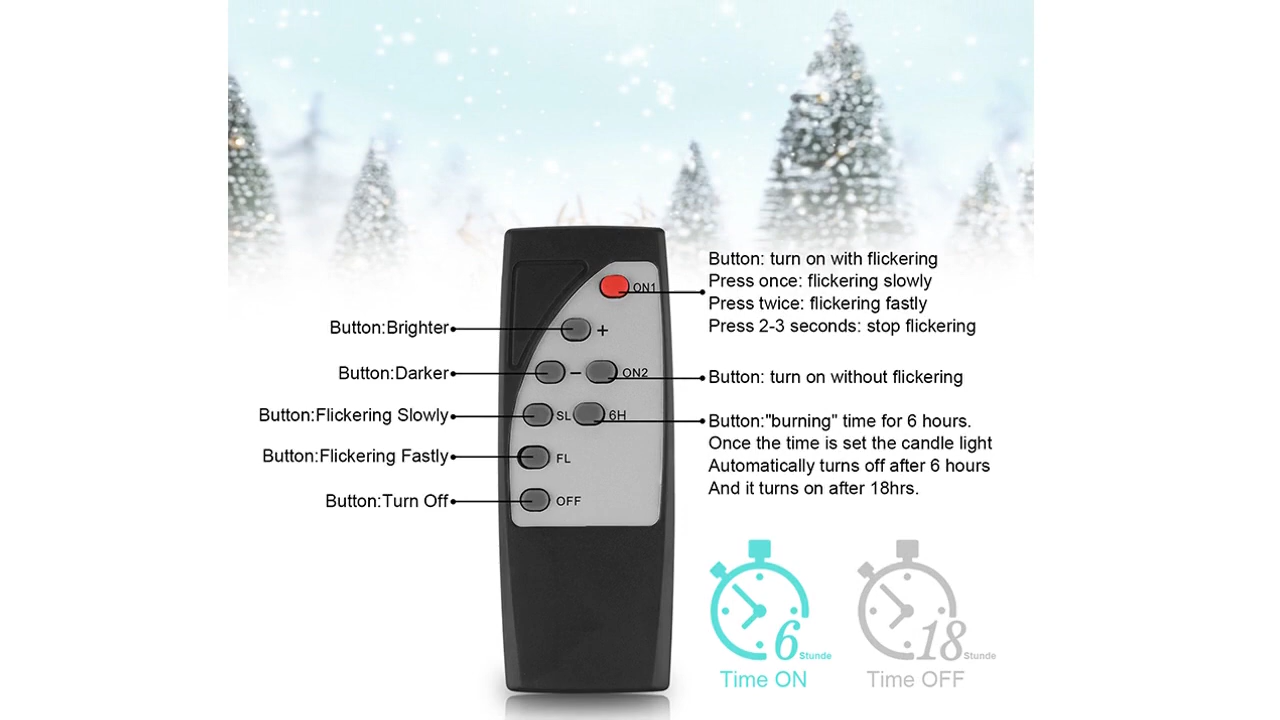 Button: turn on with flickering
Press once: flickering slowly
Press twice: flickering fastly
Press 2-3 seconds: stop flickering
ON1
Button:Brighter
+
Button:Darker
−
ON2
Button: turn on without flickering
Button:Flickering Slowly
SL
6H
Button:"burning" time for 6 hours.
Once the time is set the candle light
Automatically turns off after 6 hours
And it turns on after 18hrs.
Button:Flickering Fastly
FL
Button:Turn Off
OFF
6 Stunde
Time ON
18 Stunde
Time OFF